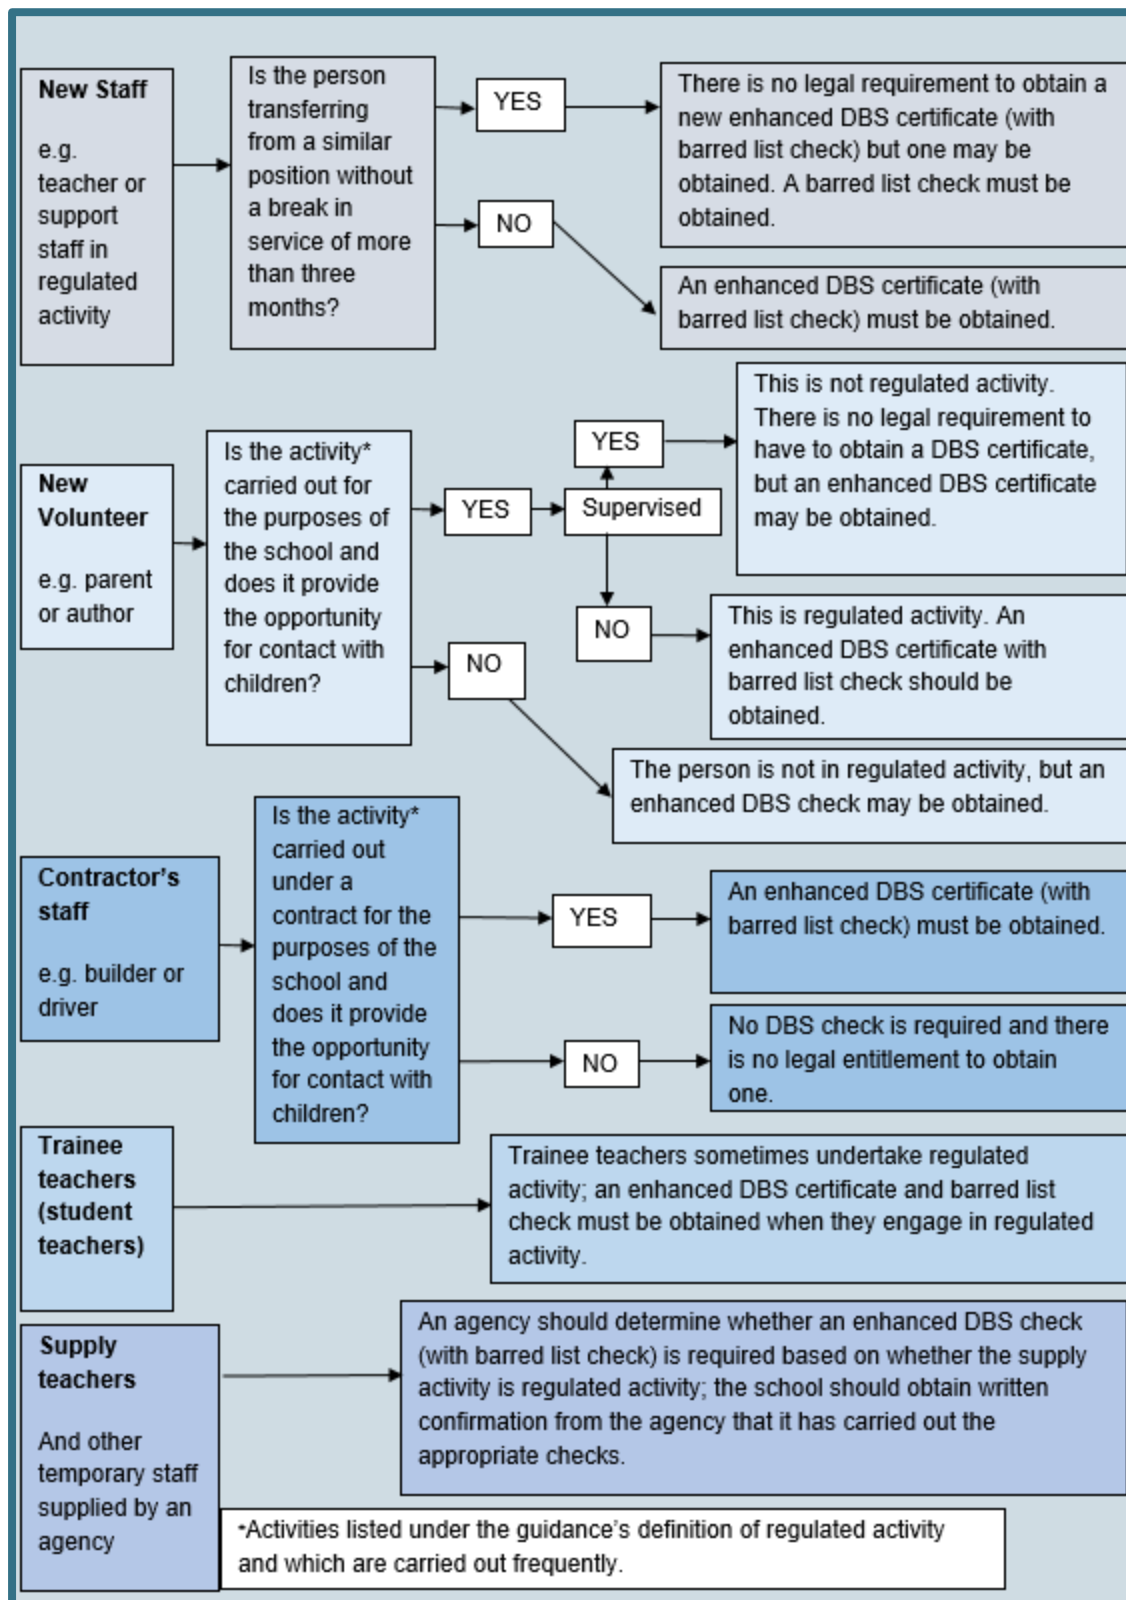 New Staff
e.g.
teacher or
support
staff in
regulated
activity
Is the person
transferring
from a similar
position without
a break in
service of more
than three
months?
YES
There is no legal requirement to obtain a
new enhanced DBS certificate (with
barred list check) but one may be
obtained. A barred list check must be
obtained.
NO
An enhanced DBS certificate (with
barred list check) must be obtained.
New
Volunteer
e.g. parent
or author
Is the activity*
carried out for
the purposes of
the school and
does it provide
the opportunity
for contact with
children?
YES
Supervised
YES
This is not regulated activity.
There is no legal requirement to
have to obtain a DBS certificate,
but an enhanced DBS certificate
may be obtained.
NO
This is regulated activity. An
enhanced DBS certificate with
barred list check should be
obtained.
NO
The person is not in regulated activity, but an
enhanced DBS check may be obtained.
Contractor's
staff
e.g. builder or
driver
Is the activity*
carried out
under a
contract for the
purposes of the
school and
does it provide
the opportunity
for contact with
children?
YES
An enhanced DBS certificate (with
barred list check) must be obtained.
NO
No DBS check is required and there
is no legal entitlement to obtain
one.
Trainee
teachers
(student
teachers)
Trainee teachers sometimes undertake regulated
activity; an enhanced DBS certificate and barred list
check must be obtained when they engage in regulated
activity.
Supply
teachers
And other
temporary staff
supplied by an
agency
An agency should determine whether an enhanced DBS check
(with barred list check) is required based on whether the supply
activity is regulated activity; the school should obtain written
confirmation from the agency that it has carried out the
appropriate checks.
*Activities listed under the guidance's definition of regulated activity
and which are carried out frequently.